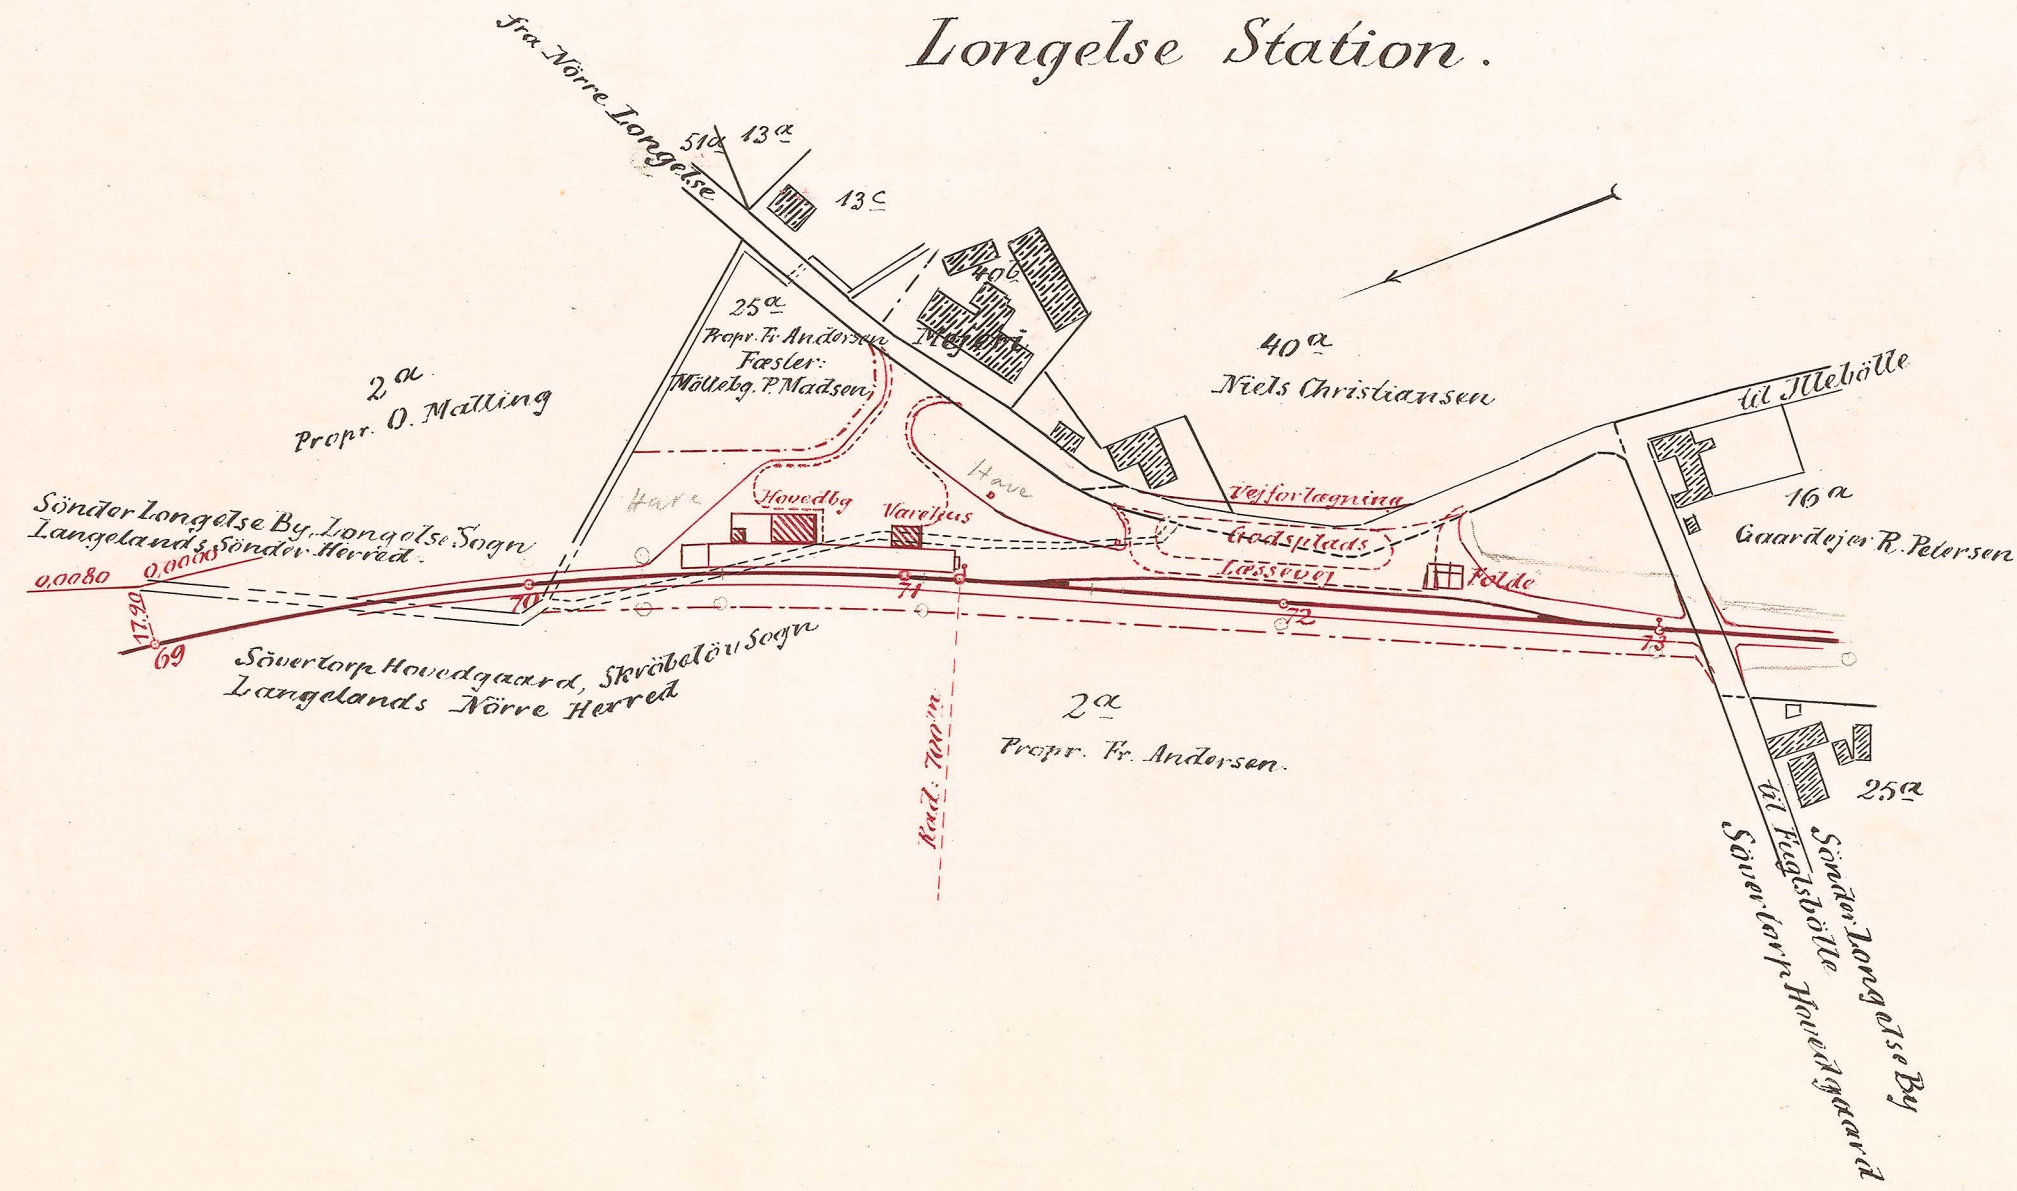 Longelse Station.
fra Nörre Longelse
51a 13a
13c
40b
Mejeri
25a
Propr. Fr Andersen
Fæster:
Möllebg. P. Madsen
2a
Propr. O. Malling
40a
Niels Christiansen
til Illebölle
16a
Gaardejer R. Petersen
Have
Have
Hovedbg
Varehus
Vejforlægning
Godsplads
Læssevej
Folde
Sönder Longelse By, Longelse Sogn
Langelands Sönder Herred.
0,0080 0,0000
17.90
69
70
71
72
73
Sövertorp Hovedgaard, Skröbelöv Sogn
Langelands Nörre Herred
Rad: 700m
2a
Propr. Fr. Andersen.
25a
til Fuglsbölle
Sönder Longelse By
Sövertorp Hovedgaard